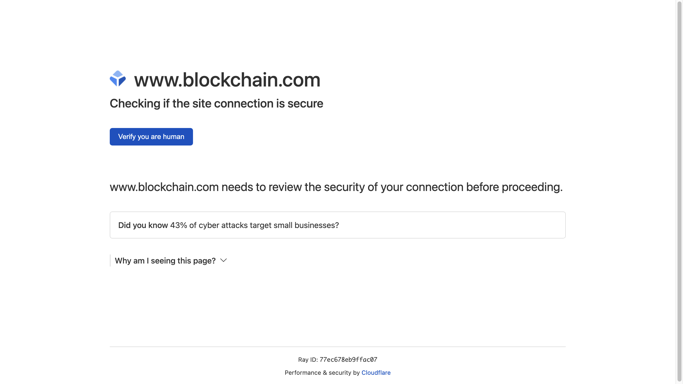 www.blockchain.com
Checking if the site connection is secure
Verify you are human
www.blockchain.com needs to review the security of your connection before proceeding.
Did you know 43% of cyber attacks target small businesses?
Why am I seeing this page?
Ray ID: 77ec678eb9ffac07
Performance & security by Cloudflare